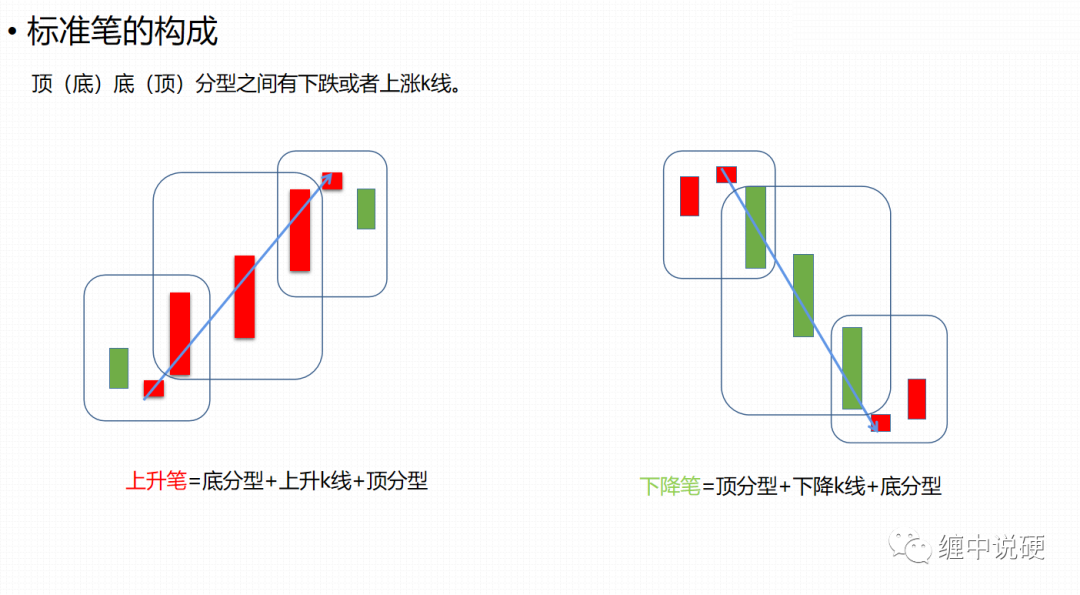 • 标准笔的构成
顶（底）底（顶）分型之间有下跌或者上涨k线。
上升笔=底分型+上升k线+顶分型
下降笔=顶分型+下降k线+底分型
缠中说硬